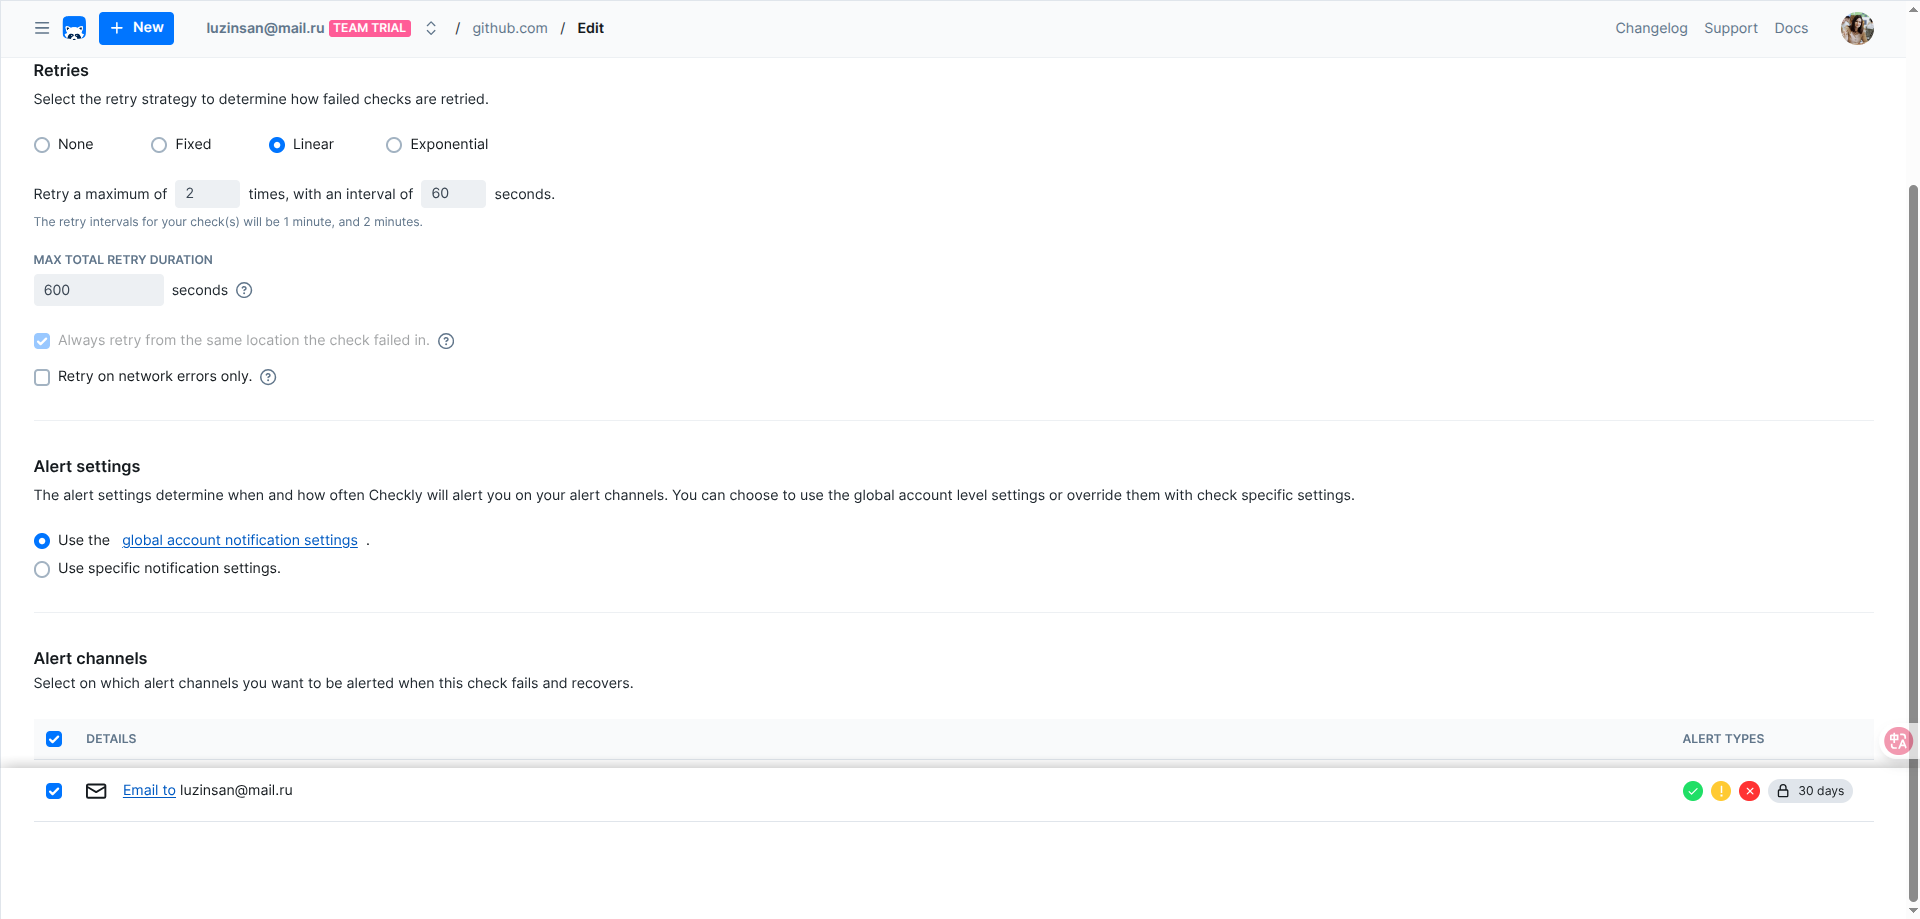 New
luzinsan@mail.ru TEAM TRIAL / github.com / Edit
Changelog Support Docs
Retries
Select the retry strategy to determine how failed checks are retried.
None Fixed Linear Exponential
Retry a maximum of 2 times, with an interval of 60 seconds.
The retry intervals for your check(s) will be 1 minute, and 2 minutes.
MAX TOTAL RETRY DURATION
600 seconds
Always retry from the same location the check failed in.
Retry on network errors only.
Alert settings
The alert settings determine when and how often Checkly will alert you on your alert channels. You can choose to use the global account level settings or override them with check specific settings.
Use the global account notification settings .
Use specific notification settings.
Alert channels
Select on which alert channels you want to be alerted when this check fails and recovers.
DETAILS ALERT TYPES
Email to luzinsan@mail.ru 30 days